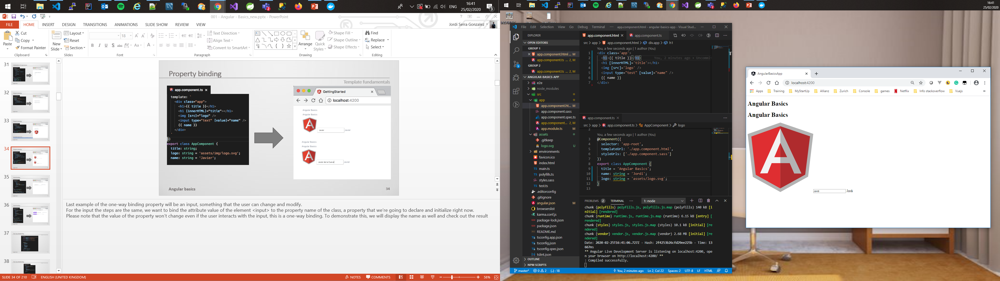 16:41
ENG
25/02/2020
3
001 - Angular - Basics_new.pptx - PowerPoint
FILE HOME INSERT DESIGN TRANSITIONS ANIMATIONS SLIDE SHOW REVIEW VIEW
Jordi Serra Gonzalez
Paste
Cut
Copy
Format Painter
Clipboard
New Slide
Layout
Reset
Section
Slides
18
Font
Text Direction
Align Text
Convert to SmartArt
Paragraph
Arrange
Quick Styles
Shape Fill
Shape Outline
Shape Effects
Drawing
Find
Replace
Select
Editing
31
32
33
34
35
36
37
38
Property binding
Template fundamentals
app.component.ts
template: `
<div class="app">
<h1>{{ title }}</h1>
<h1 [innerHTML]="title"></h1>
<img [src]="logo" />
<input type="text" [value]="name" />
{{ name }}
</div>
`
})
export class AppComponent {
title: string;
logo: string = 'assets/img/logo.svg';
name: string = 'Javier';
GettingStarted
localhost:4200
Angular Basics
Angular Basics
Javier Javier
Angular Basics
Angular Basics
Javier de la Cueva Javier
Angular basics
34
Last example of the one-way binding property will be an input, something that the user can change and modify.
For the input the steps are the same, we want to bind the attribute value of the element <input> to the property name of the class, a property that we're going to declare and initialize right now.
Please note that the value of the property won't change even if the user interacts with the input, this is a one-way binding. To demonstrate this, we will display the name as well and check out the result
SLIDE 34 OF 210 ENGLISH (UNITED KINGDOM) NOTES COMMENTS 58%
16:41
25/02/2020
INSPIRING
File Edit Selection View Go Debug Terminal ··· app.component.html - angular-basics-app - Visual Stud...
EXPLORER
OPEN EDITORS
GROUP 1
app.component.html ... M
app.component.ts ... 2, M
GROUP 2
app.component.ts ... 2, M
ANGULAR-BASICS-APP
e2e
node_modules
src
app
app.component.ht... M
app.component.sass
app.component.spec.ts
app.component... 2, M
app.module.ts M
assets
.gitkeep
logo.svg U
environments
favicon.ico
index.html
main.ts
polyfills.ts
styles.sass
test.ts
.editorconfig
.gitignore
angular.json M
browserslist
karma.conf.js
package-lock.json
package.json
README.md
tsconfig.app.json
tsconfig.json
tsconfig.spec.json
tslint.json
OUTLINE
NPM SCRIPTS
app.component.html app.component.ts
src > app > app.component.html > div.app > h1
You, a few seconds ago | 1 author (You)
1 <div class='app'>
2 <h1>{{ title }}</h1> You, 2 minutes ago • Uncommit
3 <h1 [innerHTML]='title'></h1>
4 <img [src]='logo' />
5 <input type="test" [value]="name" />
6 {{ name }}
7 </div>
app.component.ts
src > app > app.component.ts > AppComponent > logo
2
You, a few seconds ago | 1 author (You)
3 @Component({
4 selector: 'app-root',
5 templateUrl: './app.component.html',
6 styleUrls: ['./app.component.sass']
7 })
8 export class AppComponent {
9 title = 'Angular Basics';
10 name: string = 'Jordi';
11 logo: string = 'assets/logo.svg';
12 }
13
PROBLEMS 2 TERMINAL ··· 1: node
chunk {polyfills} polyfills.js, polyfills.js.map (polyfills) 140 kB [i
nitial] [rendered]
chunk {runtime} runtime.js, runtime.js.map (runtime) 6.15 kB [entry] [
rendered]
chunk {styles} styles.js, styles.js.map (styles) 10.1 kB [initial] [re
ndered]
chunk {vendor} vendor.js, vendor.js.map (vendor) 2.68 MB [initial] [re
ndered]
Date: 2020-02-25T16:41:06.727Z - Hash: 2f4253b26cfd29ee225b - Time: 13
667ms
** Angular Live Development Server is listening on localhost:4200, ope
n your browser on http://localhost:4200/ **
: Compiled successfully.
master* 0 2 {..} : 18 You, 2 minutes ago Ln 2, Col 22 Spaces: 2 UTF-8 LF HTML
AngularBasicsApp
localhost:4200
Apps Training MyStartUp Allianz Zurich Console games Netflix Info stackoverflow Vuejs »
Angular Basics
Angular Basics
Jordi Jordi